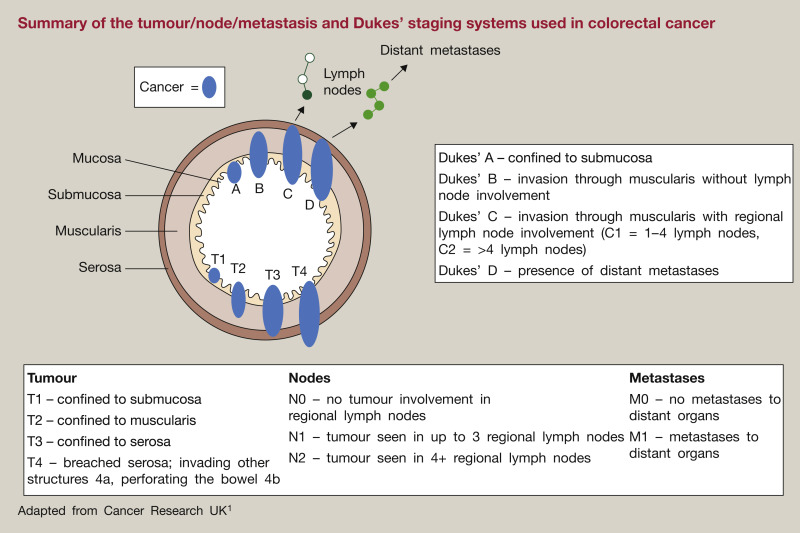 Summary of the tumour/node/metastasis and Dukes' staging systems used in colorectal cancer
Distant metastases
Cancer =
Lymph
nodes
Mucosa
Submucosa
Muscularis
Serosa
A
B
C
D
T1
T2
T3
T4
Dukes' A – confined to submucosa
Dukes' B – invasion through muscularis without lymph
node involvement
Dukes' C – invasion through muscularis with regional
lymph node involvement (C1 = 1–4 lymph nodes,
C2 = >4 lymph nodes)
Dukes' D – presence of distant metastases
Tumour
T1 – confined to submucosa
T2 – confined to muscularis
T3 – confined to serosa
T4 – breached serosa; invading other
structures 4a, perforating the bowel 4b
Nodes
N0 – no tumour involvement in
regional lymph nodes
N1 – tumour seen in up to 3 regional lymph nodes
N2 – tumour seen in 4+ regional lymph nodes
Metastases
M0 – no metastases to
distant organs
M1 – metastases to
distant organs
Adapted from Cancer Research UK¹